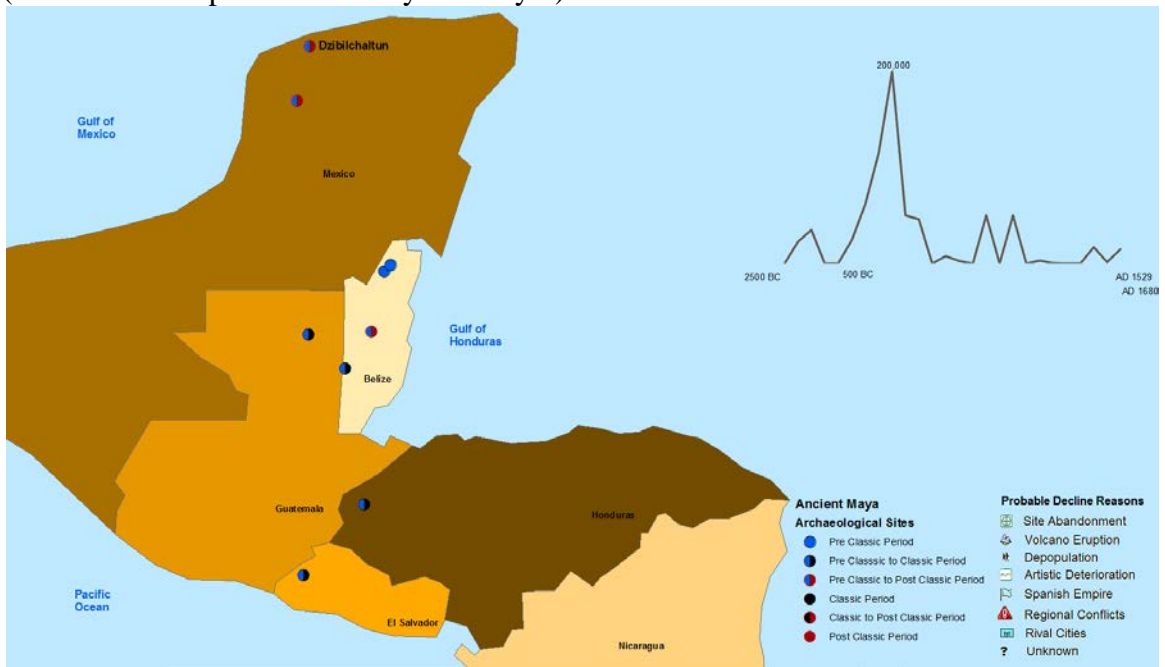 Dzibilchaltun
Gulf of
Mexico
Mexico
Gulf of
Honduras
Belize
Guatemala
Honduras
Pacific
Ocean
El Salvador
Nicaragua
200,000
2500 BC
500 BC
AD 1529
AD 1680
Ancient Maya
Archaeological Sites
Pre Classic Period
Pre Classsic to Classic Period
Pre Classic to Post Classic Period
Classic Period
Classic to Post Classic Period
Post Classic Period
Probable Decline Reasons
Site Abandonment
Volcano Eruption
Depopulation
Artistic Deterioration
Spanish Empire
Regional Conflicts
Rival Cities
? Unknown